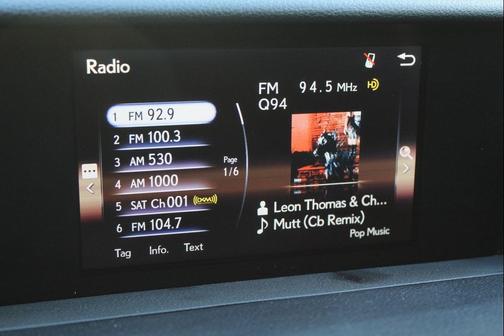 Radio
1 FM 92.9
2 FM 100.3
3 AM 530
4 AM 1000
5 SAT Ch 001 ((XM))
6 FM 104.7
Page
1/6
Tag Info. Text
FM 94.5 MHz HD
Q94
Leon Thomas & Ch...
Mutt (Cb Remix)
Pop Music